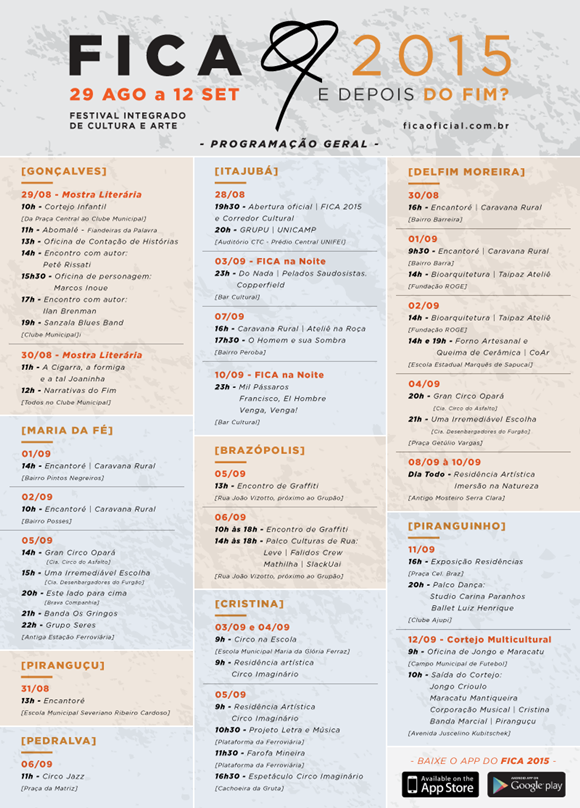 FICA 2015
29 AGO a 12 SET
E DEPOIS DO FIM?
FESTIVAL INTEGRADO
DE CULTURA E ARTE
ficaoficial.com.br
- PROGRAMAÇÃO GERAL -
[GONÇALVES]
29/08 - Mostra Literária
10h - Cortejo Infantil
[Da Praça Central ao Clube Municipal]
11h - Abomalê - Fiandeiras da Palavra
13h - Oficina de Contação de Histórias
14h - Encontro com autor:
Petê Rissati
15h30 - Oficina de personagem:
Marcos Inoue
17h - Encontro com autor:
Ilan Brenman
19h - Sanzala Blues Band
[Clube Municipal]i
30/08 - Mostra Literária
11h - A Cigarra, a formiga
e a tal Joaninha
12h - Narrativas do Fim
[Todos no Clube Municipal]
[MARIA DA FÉ]
01/09
14h - Encantoré | Caravana Rural
[Bairro Pintos Negreiros]
02/09
10h - Encantoré | Caravana Rural
[Bairro Posses]
05/09
14h - Gran Circo Opará
[Cia. Circo do Asfalto]
15h - Uma Irremediável Escolha
[Cia. Desenbargadores do Furgão]
20h - Este lado para cima
[Brava Companhia]
21h - Banda Os Gringos
22h - Grupo Seres
[Antiga Estação Ferroviária]
[PIRANGUÇU]
31/08
13h - Encantoré
[Escola Municipal Severiano Ribeiro Cardoso]
[PEDRALVA]
06/09
11h - Circo Jazz
[Praça da Matriz]
[ITAJUBÁ]
28/08
19h30 - Abertura oficial | FICA 2015
e Corredor Cultural
20h - GRUPU | UNICAMP
[Auditório CTC - Prédio Central UNIFEI]
03/09 - FICA na Noite
23h - Do Nada | Pelados Saudosistas.
Copperfield
[Bar Cultural]
07/09
16h - Caravana Rural | Ateliê na Roça
17h30 - O Homem e sua Sombra
[Bairro Peroba]
10/09 - FICA na Noite
23h - Mil Pássaros
Francisco, El Hombre
Venga, Venga!
[Bar Cultural]
[BRAZÓPOLIS]
05/09
13h - Encontro de Graffiti
[Rua João Vizotto, próximo ao Grupão]
06/09
10h às 18h - Encontro de Graffiti
14h às 18h - Palco Culturas de Rua:
Leve | Falidos Crew
Mathilha | SlackUai
[Rua João Vizotto, próximo ao Grupão]
[CRISTINA]
03/09 e 04/09
9h - Circo na Escola
[Escola Municipal Maria da Glória Ferraz]
9h - Residência artística
Circo Imaginário
05/09
9h - Residência Artística
Circo Imaginário
10h30 - Projeto Letra e Música
[Plataforma da Ferroviária]
11h30 - Farofa Mineira
[Plataforma da Ferroviária]
16h30 - Espetáculo Circo Imaginário
[Cachoeira da Gruta]
[DELFIM MOREIRA]
30/08
16h - Encantoré | Caravana Rural
[Bairro Barreira]
01/09
9h30 - Encantoré | Caravana Rural
[Bairro Barra]
14h - Bioarquitetura | Taipaz Ateliê
[Fundação ROGE]
02/09
14h - Bioarquitetura | Taipaz Ateliê
[Fundação ROGE]
14h e 19h - Forno Artesanal e
Queima de Cerâmica | CoAr
[Escola Estadual Marquês de Sapucaí]
04/09
20h - Gran Circo Opará
[Cia. Circo do Asfalto]
21h - Uma Irremediável Escolha
[Cia. Desenbargadores do Furgão]
[Praça Getúlio Vargas]
08/09 à 10/09
Dia Todo - Residência Artística
Imersão na Natureza
[Antigo Mosteiro Serra Clara]
[PIRANGUINHO]
11/09
16h - Exposição Residências
[Praça Cel. Braz]
20h - Palco Dança:
Studio Carina Paranhos
Ballet Luiz Henrique
[Clube Ajupi]
12/09 - Cortejo Multicultural
9h - Oficina de Jongo e Maracatu
[Campo Municipal de Futebol]
10h - Saída do Cortejo:
Jongo Crioulo
Maracatu Mantiqueira
Corporação Musical | Cristina
Banda Marcial | Piranguçu
[Avenida Juscelino Kubitschek]
- BAIXE O APP DO FICA 2015 -
Available on the
App Store
ANDROID APP ON
Google play